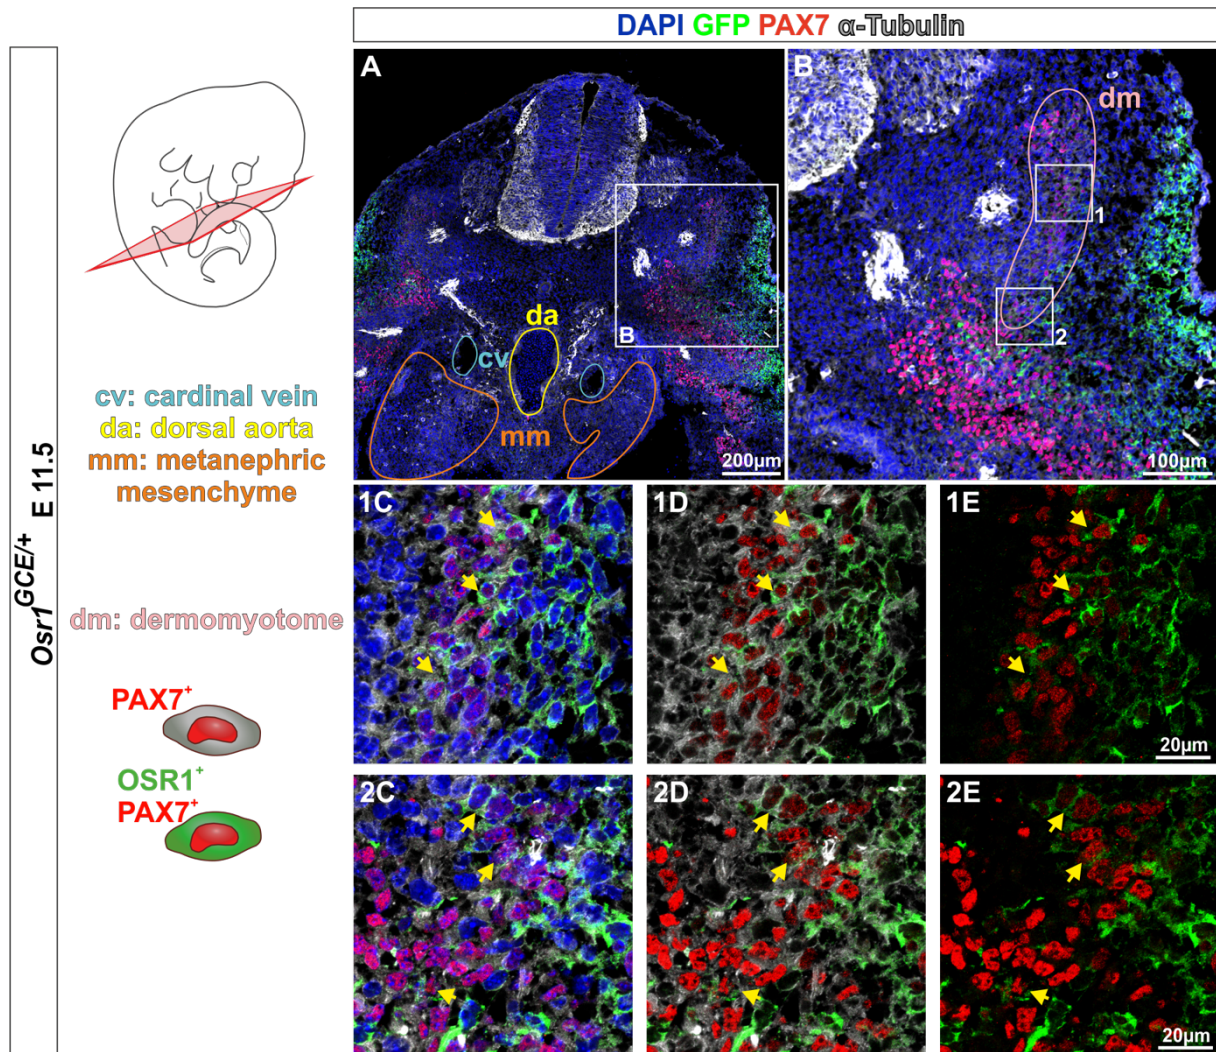 DAPI GFP PAX7 α-Tubulin
Osr1GCE/+ E 11.5
cv: cardinal vein
da: dorsal aorta
mm: metanephric
mesenchyme
dm: dermomyotome
PAX7+
OSR1+
PAX7+
A
da
cv
mm
B
200μm
B
dm
1
2
100μm
1C
1D
1E
20μm
2C
2D
2E
20μm